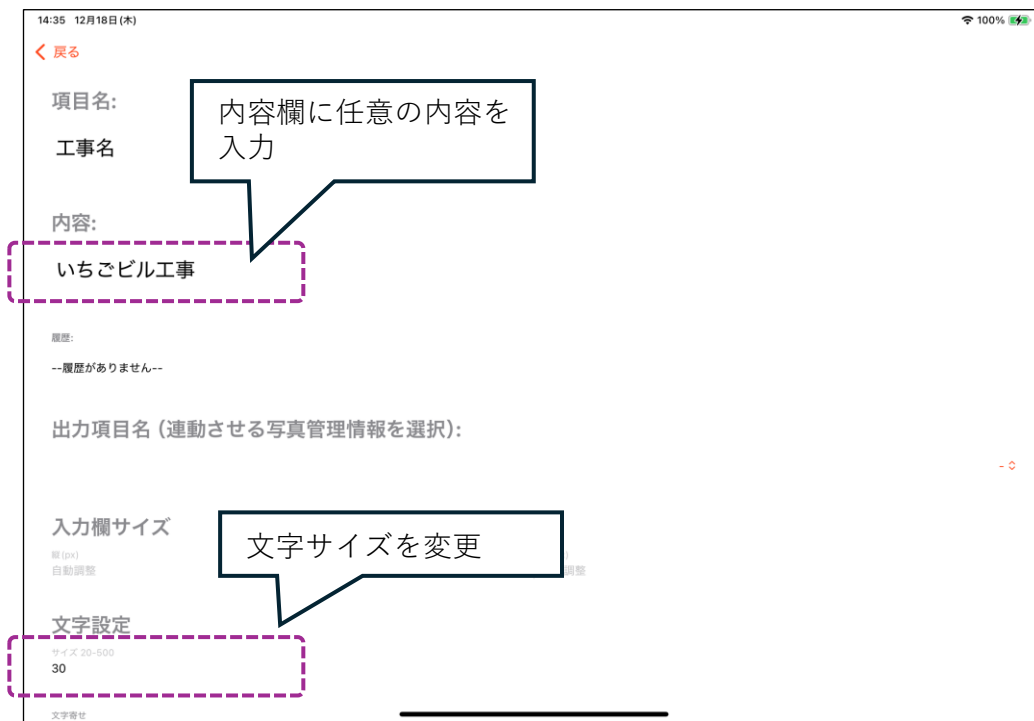 14:35 12月18日(木) 100%
戻る
項目名:
内容欄に任意の内容を
入力
工事名
内容:
いちごビル工事
履歴:
--履歴がありません--
出力項目名 (連動させる写真管理情報を選択):
-
入力欄サイズ
文字サイズを変更
縦(px)
)
自動調整
調整
文字設定
サイズ 20-500
30
文字寄せ